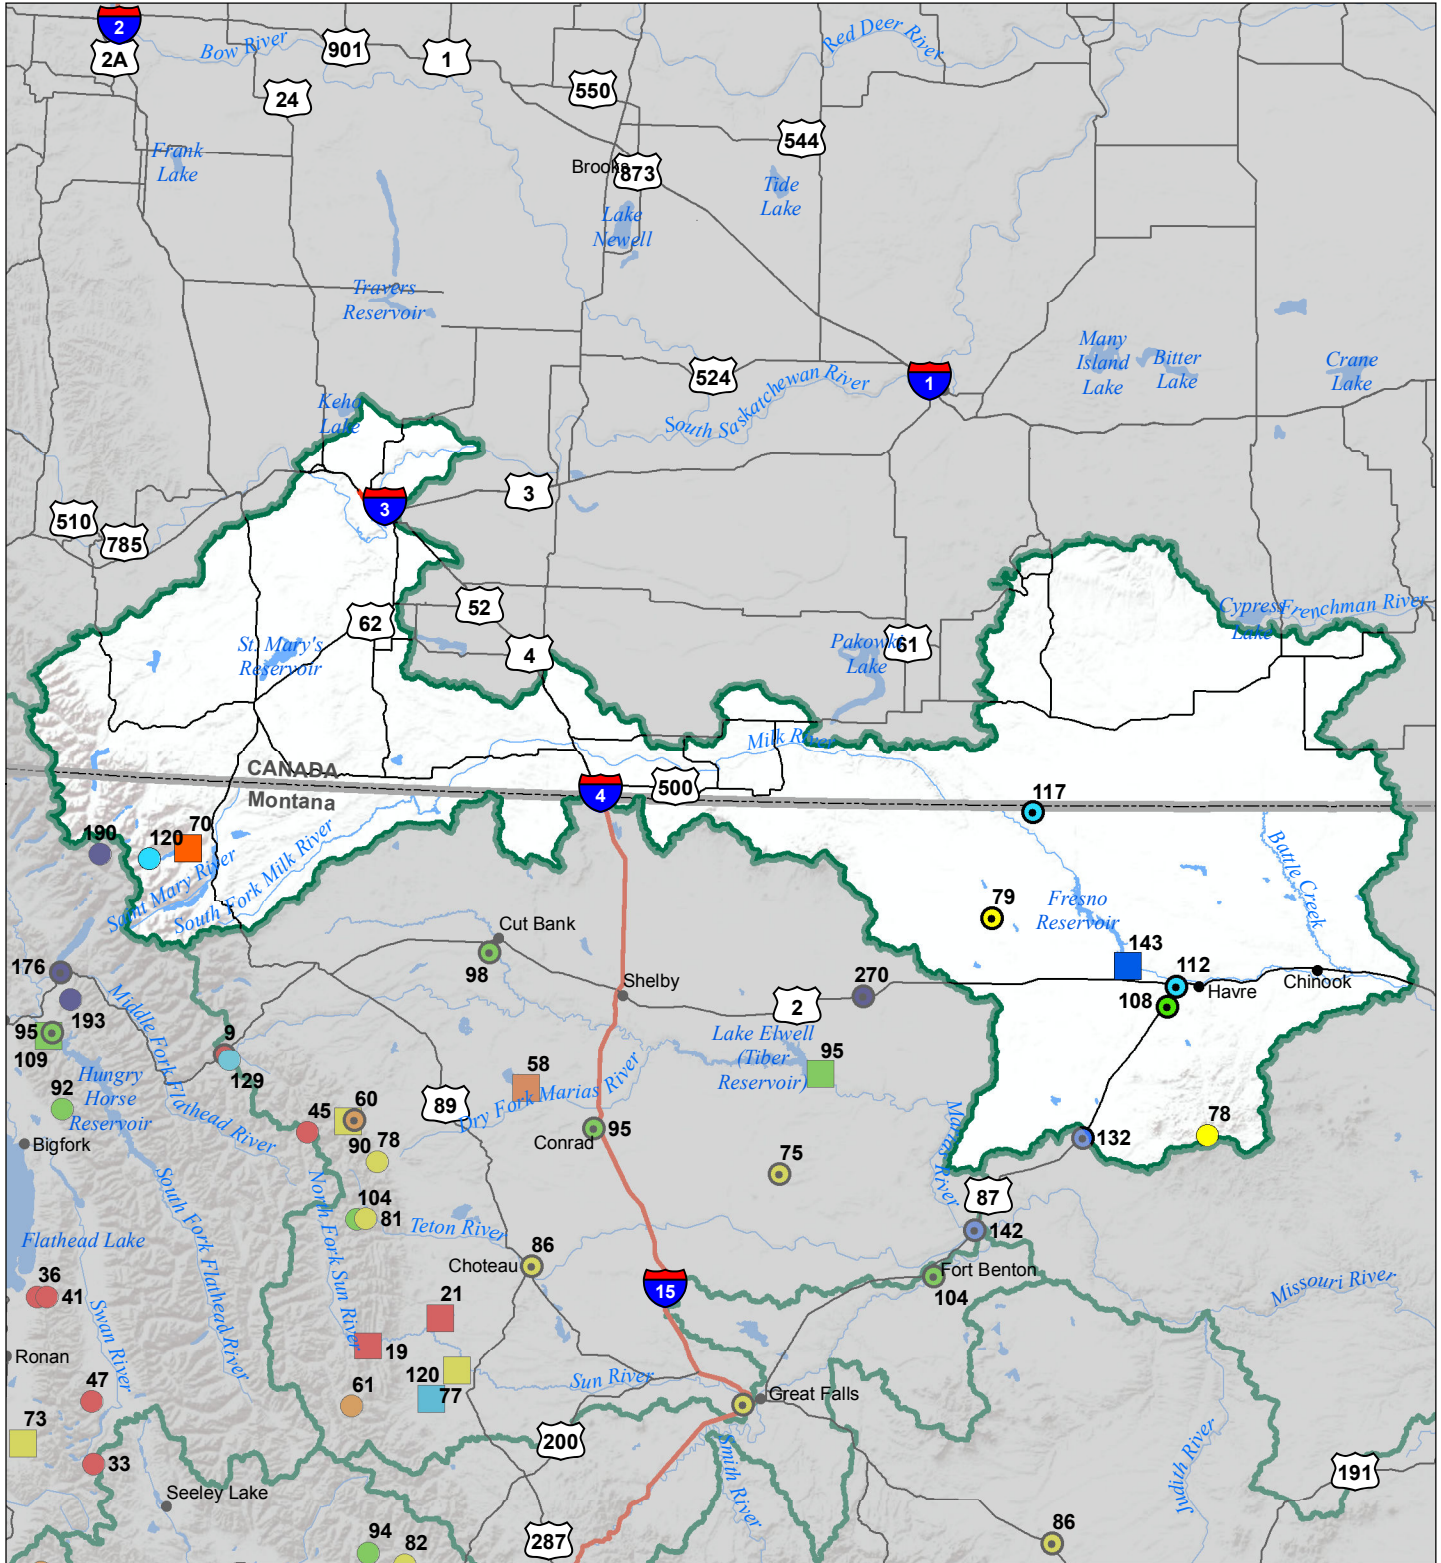 2
2A
Bow River
901
1
Red Deer River
24
550
544
Frank
Lake
Brooks
873
Tide
Lake
Lake
Newell
Travers
Reservoir
Many
Island
Lake
Bitter
Lake
Crane
Lake
524
South Saskatchewan River
1
Keho
Lake
3
3
510
785
52
62
4
St. Mary's
Reservoir
Pakowki
Lake
61
Cypress
Lake
Frenchman River
Milk River
CANADA
Montana
4
500
117
190
120
70
Saint Mary River
South Fork Milk River
Battle Creek
79
Fresno
Reservoir
Cut Bank
98
143
112
Havre
Chinook
108
176
193
Shelby
270
2
95
109
Middle Fork Flathead River
9
129
Lake Elwell
(Tiber
Reservoir)
95
58
Dry Fork Marias River
92
Hungry
Horse
Reservoir
89
Marias River
45
60
90
78
Conrad
95
75
132
78
Bigfork
South Fork Flathead River
North Fork Sun River
104
81
Teton River
87
142
Flathead Lake
Choteau
86
Fort Benton
104
36
41
Swan River
15
Missouri River
21
19
Ronan
Sun River
120
77
47
61
Great Falls
73
33
200
Smith River
Judith River
191
Seeley Lake
94
82
287
86